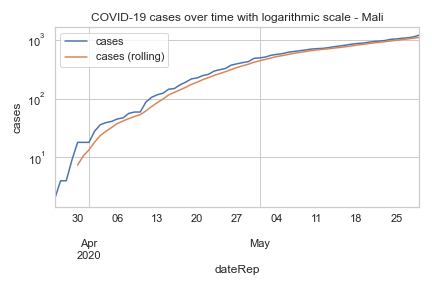 COVID-19 cases over time with logarithmic scale - Mali
cases
cases (rolling)
10³
10²
10¹
cases
30 06 13 20 27 04 11 18 25
Apr May
2020
dateRep